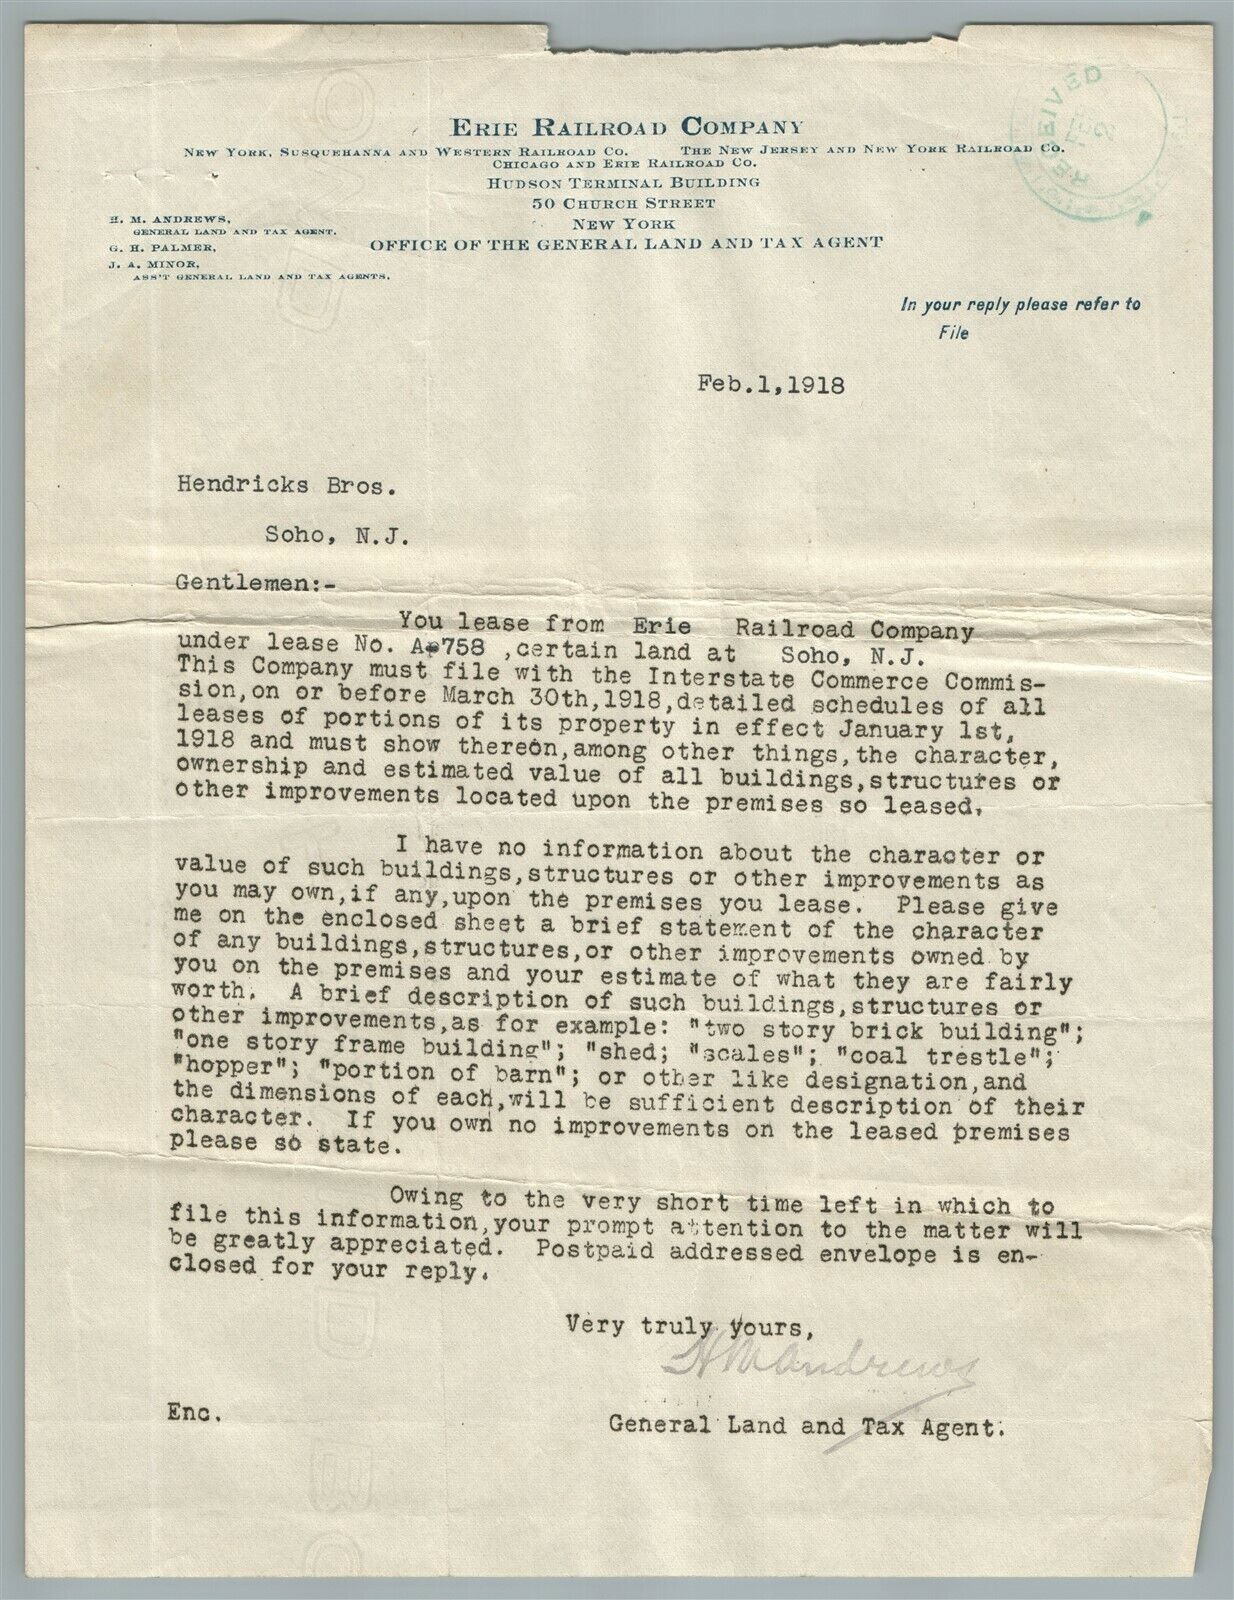 ERIE RAILROAD COMPANY
NEW YORK, SUSQUEHANNA AND WESTERN RAILROAD CO. THE NEW JERSEY AND NEW YORK RAILROAD CO.
CHICAGO AND ERIE RAILROAD CO.
HUDSON TERMINAL BUILDING
50 CHURCH STREET
NEW YORK
OFFICE OF THE GENERAL LAND AND TAX AGENT
RECEIVED
H. M. ANDREWS,
GENERAL LAND AND TAX AGENT.
G. H. PALMER,
J. A. MINOR,
ASS'T GENERAL LAND AND TAX AGENTS.
In your reply please refer to
File
Feb.1,1918
Hendricks Bros.
Soho, N.J.
Gentlemen:-
You lease from Erie Railroad Company
under lease No. A-758 ,certain land at Soho, N.J.
This Company must file with the Interstate Commerce Commis-
sion,on or before March 30th,1918,detailed schedules of all
leases of portions of its property in effect January 1st,
1918 and must show thereon,among other things,the character,
ownership and estimated value of all buildings,structures or
other improvements located upon the premises so leased.
I have no information about the character or
value of such buildings,structures or other improvements as
you may own,if any,upon the premises you lease. Please give
me on the enclosed sheet a brief statement of the character
of any buildings,structures,or other improvements owned by
you on the premises and your estimate of what they are fairly
worth. A brief description of such buildings,structures or
other improvements,as for example: "two story brick building";
"one story frame building"; "shed; "scales"; "coal trestle";
"hopper"; "portion of barn"; or other like designation,and
the dimensions of each,will be sufficient description of their
character. If you own no improvements on the leased premises
please so state.
Owing to the very short time left in which to
file this information,your prompt attention to the matter will
be greatly appreciated. Postpaid addressed envelope is en-
closed for your reply.
Very truly yours,
H M Andrews
Enc.
General Land and Tax Agent.